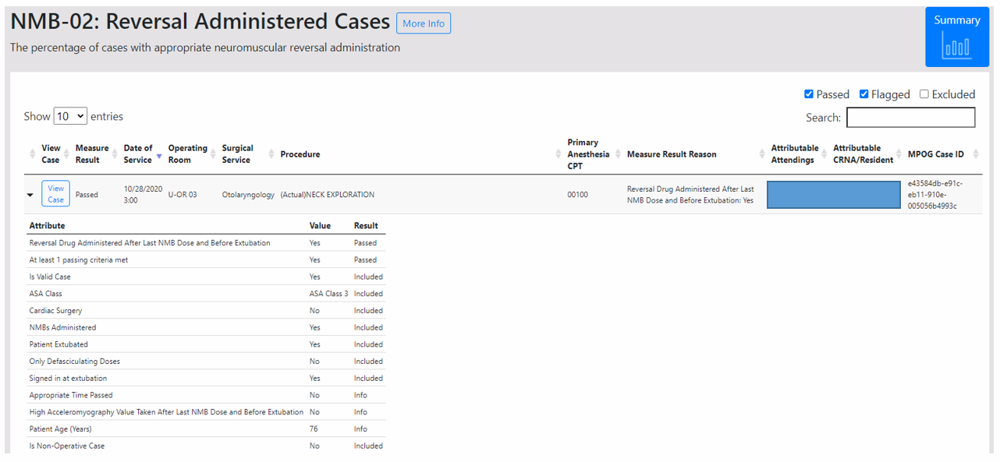 NMB-02: Reversal Administered Cases More Info
Summary
The percentage of cases with appropriate neuromuscular reversal administration
Passed Flagged Excluded
Show 10 entries
Search:
View Case Measure Result Date of Service Operating Room Surgical Service Procedure Primary Anesthesia CPT Measure Result Reason Attributable Attendings Attributable CRNA/Resident MPOG Case ID
View Case Passed 10/28/2020 3:00 U-OR 03 Otolaryngology (Actual)NECK EXPLORATION 00100 Reversal Drug Administered After Last NMB Dose and Before Extubation: Yes e43584db-e91c-eb11-910e-005056b4993c
Attribute Value Result
Reversal Drug Administered After Last NMB Dose and Before Extubation Yes Passed
At least 1 passing criteria met Yes Passed
Is Valid Case Yes Included
ASA Class ASA Class 3 Included
Cardiac Surgery No Included
NMBs Administered Yes Included
Patient Extubated Yes Included
Only Defasciculating Doses No Included
Signed in at extubation Yes Included
Appropriate Time Passed No Info
High Acceleromyography Value Taken After Last NMB Dose and Before Extubation No Info
Patient Age (Years) 76 Info
Is Non-Operative Case No Included